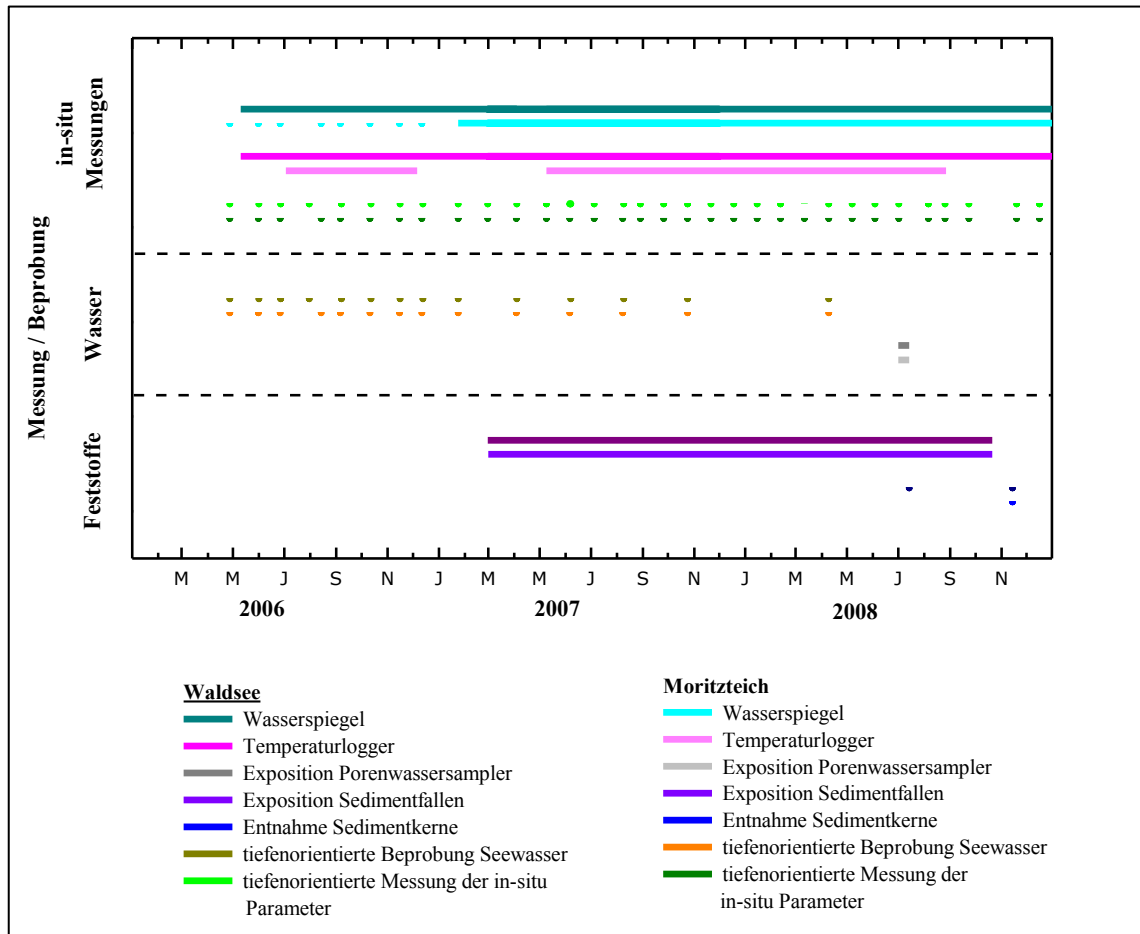 Messung / Beprobung
in-situ
Messungen
Wasser
Feststoffe
M M J S N J M M J S N J M M J S N
2006 2007 2008
Waldsee
Wasserspiegel
Temperaturlogger
Exposition Porenwassersampler
Exposition Sedimentfallen
Entnahme Sedimentkerne
tiefenorientierte Beprobung Seewasser
tiefenorientierte Messung der in-situ
Parameter
Moritzteich
Wasserspiegel
Temperaturlogger
Exposition Porenwassersampler
Exposition Sedimentfallen
Entnahme Sedimentkerne
tiefenorientierte Beprobung Seewasser
tiefenorientierte Messung der
in-situ Parameter